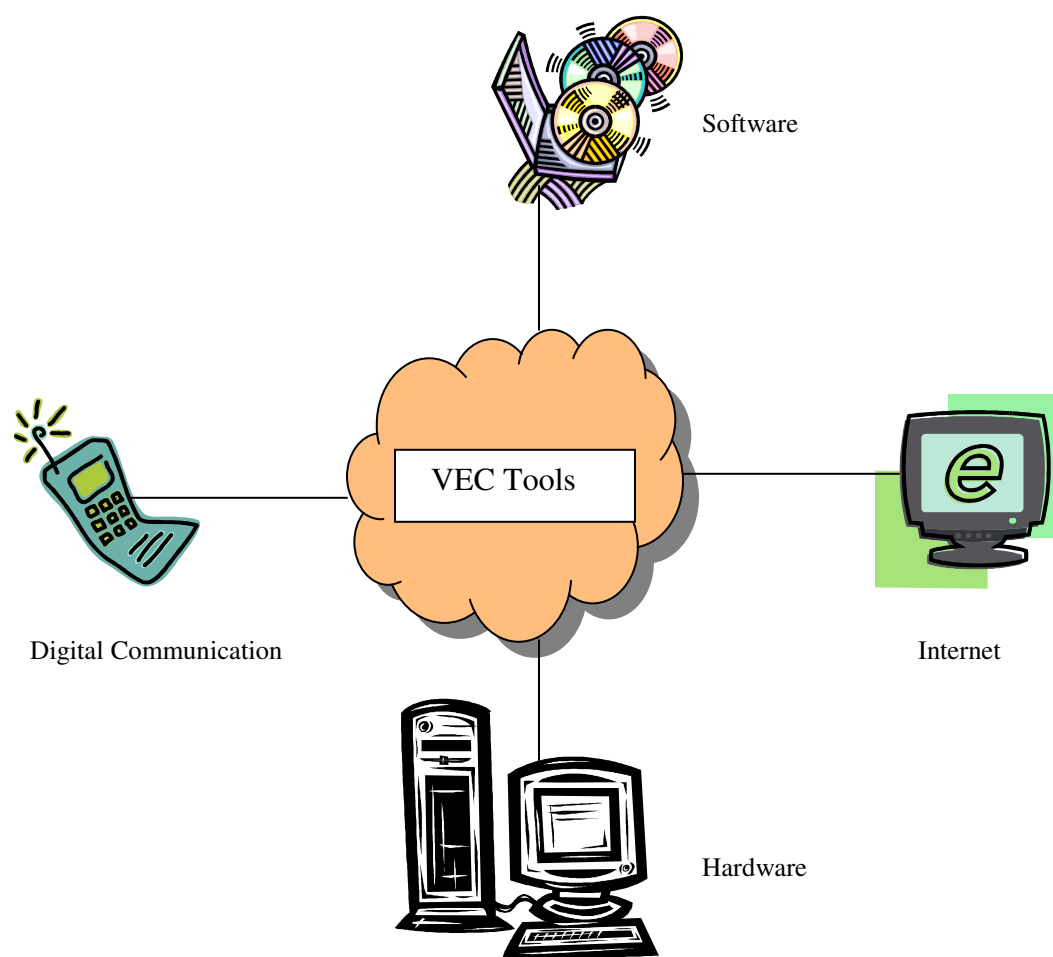 Software
VEC Tools
e
Digital Communication
Internet
Hardware